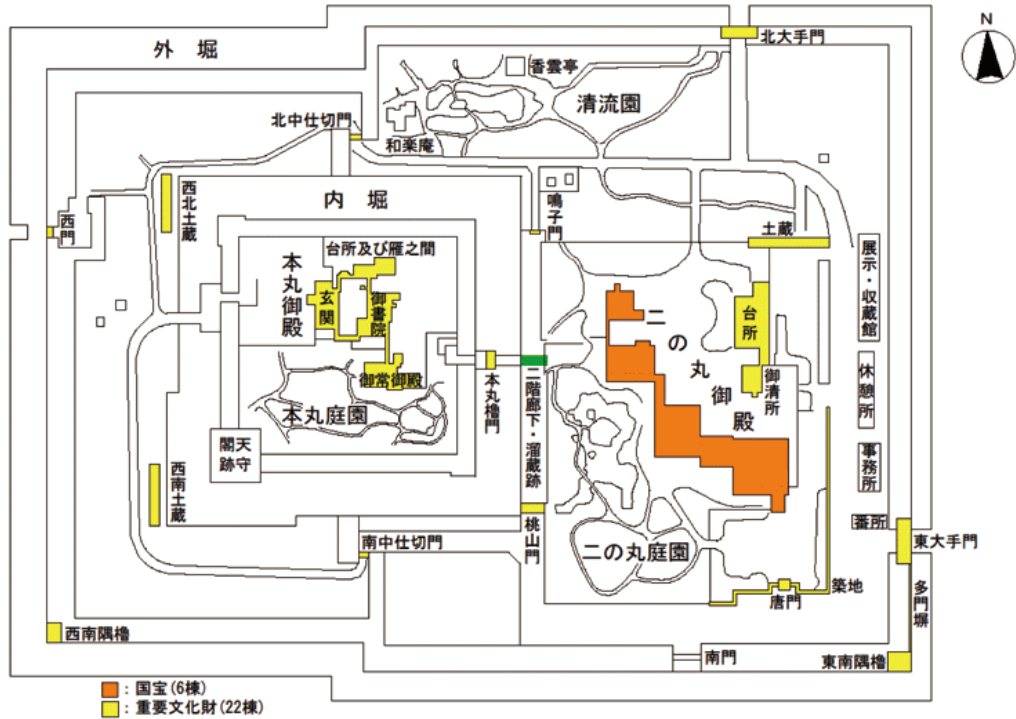 外堀
北大手門
N
香雲亭
清流園
北中仕切門
和楽庵
西北土蔵
内堀
鳴子門
西門
土蔵
台所及び雁之間
本丸御殿
玄関
御書院
展示・収蔵館
二の丸御殿
台所
御清所
休憩所
御常御殿
本丸櫓門
二階廊下・溜蔵跡
本丸庭園
閣天
跡守
西南土蔵
事務所
番所
桃山門
東大手門
南中仕切門
二の丸庭園
築地
唐門
多門塀
西南隅櫓
南門
東南隅櫓
:国宝(6棟)
:重要文化財(22棟)